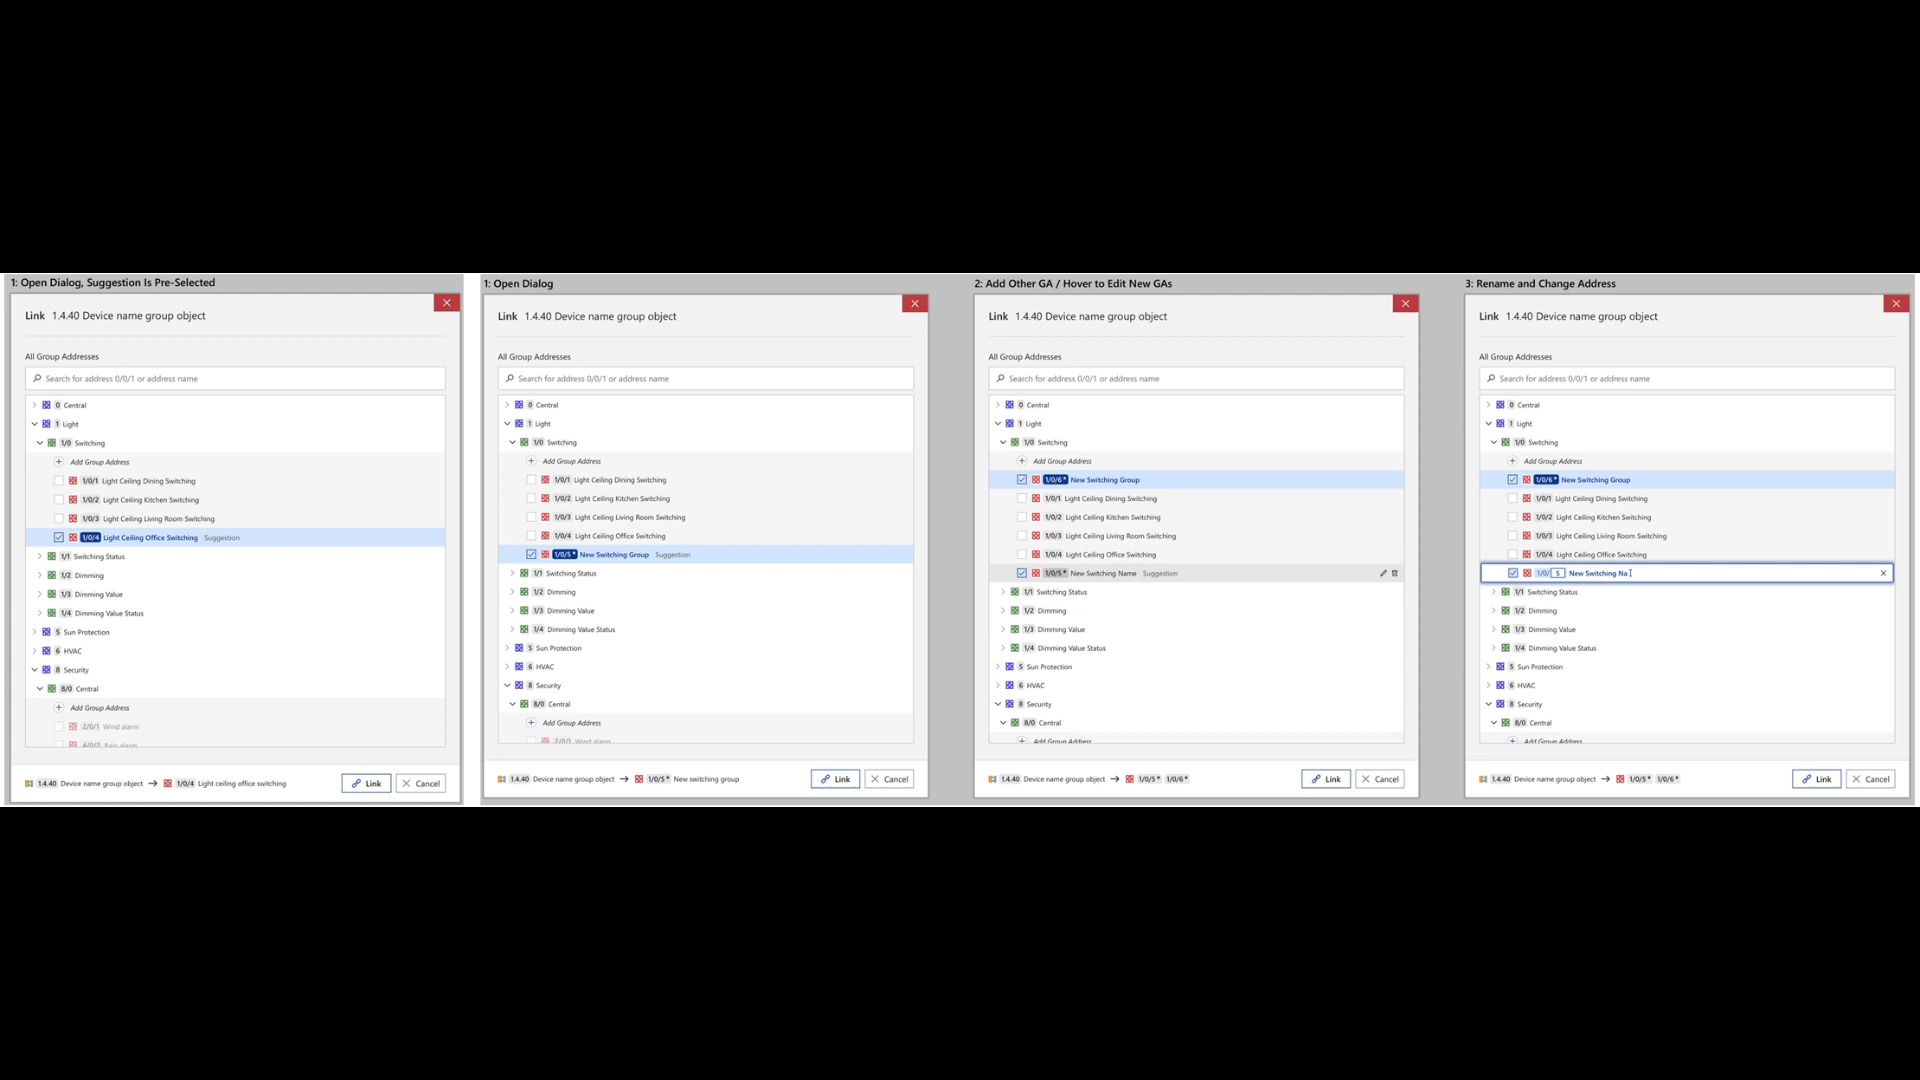 1: Open Dialog, Suggestion Is Pre-Selected
Link 1.4.40 Device name group object
All Group Addresses
Search for address 0/0/1 or address name
0 Central
1 Light
1/0 Switching
Add Group Address
1/0/1 Light Ceiling Dining Switching
1/0/2 Light Ceiling Kitchen Switching
1/0/3 Light Ceiling Living Room Switching
1/0/4 Light Ceiling Office Switching Suggestion
1/1 Switching Status
1/2 Dimming
1/3 Dimming Value
1/4 Dimming Value Status
5 Sun Protection
6 HVAC
8 Security
8/0 Central
Add Group Address
2/0/1 Wind alarm
4/0/2 Rain alarm
1.4.40 Device name group object → 1/0/4 Light ceiling office switching
Link
Cancel
1: Open Dialog
Link 1.4.40 Device name group object
All Group Addresses
Search for address 0/0/1 or address name
0 Central
1 Light
1/0 Switching
Add Group Address
1/0/1 Light Ceiling Dining Switching
1/0/2 Light Ceiling Kitchen Switching
1/0/3 Light Ceiling Living Room Switching
1/0/4 Light Ceiling Office Switching
1/0/5 * New Switching Group Suggestion
1/1 Switching Status
1/2 Dimming
1/3 Dimming Value
1/4 Dimming Value Status
5 Sun Protection
6 HVAC
8 Security
8/0 Central
Add Group Address
2/0/1 Wind alarm
1.4.40 Device name group object → 1/0/5 * New switching group
Link
Cancel
2: Add Other GA / Hover to Edit New GAs
Link 1.4.40 Device name group object
All Group Addresses
Search for address 0/0/1 or address name
0 Central
1 Light
1/0 Switching
Add Group Address
1/0/6 * New Switching Group
1/0/1 Light Ceiling Dining Switching
1/0/2 Light Ceiling Kitchen Switching
1/0/3 Light Ceiling Living Room Switching
1/0/4 Light Ceiling Office Switching
1/0/5 * New Switching Name Suggestion
1/1 Switching Status
1/2 Dimming
1/3 Dimming Value
1/4 Dimming Value Status
5 Sun Protection
6 HVAC
8 Security
8/0 Central
Add Group Address
1.4.40 Device name group object → 1/0/5 * 1/0/6 *
Link
Cancel
3: Rename and Change Address
Link 1.4.40 Device name group object
All Group Addresses
Search for address 0/0/1 or address name
0 Central
1 Light
1/0 Switching
Add Group Address
1/0/6 * New Switching Group
1/0/1 Light Ceiling Dining Switching
1/0/2 Light Ceiling Kitchen Switching
1/0/3 Light Ceiling Living Room Switching
1/0/4 Light Ceiling Office Switching
1/0/ 5 New Switching Na
1/1 Switching Status
1/2 Dimming
1/3 Dimming Value
1/4 Dimming Value Status
5 Sun Protection
6 HVAC
8 Security
8/0 Central
Add Group Address
1.4.40 Device name group object → 1/0/5 * 1/0/6 *
Link
Cancel